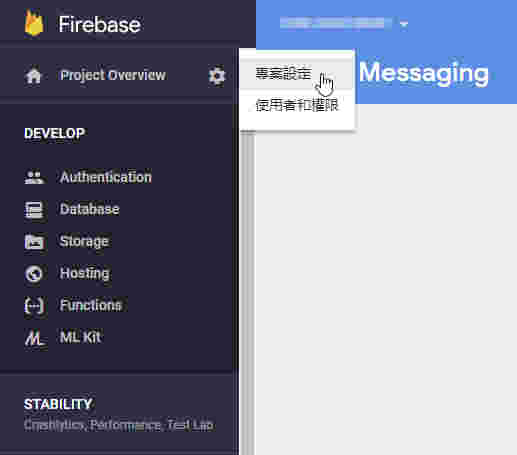 Firebase
Project Overview
專案設定
Messaging
使用者和權限
DEVELOP
Authentication
Database
Storage
Hosting
Functions
ML Kit
STABILITY
Crashlytics, Performance, Test Lab